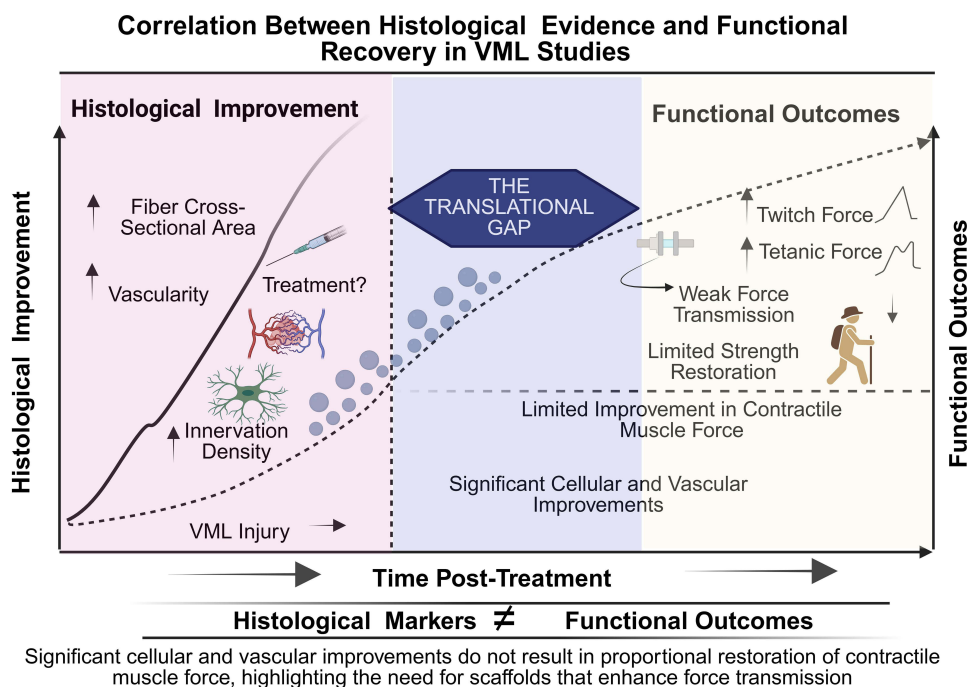 Correlation Between Histological Evidence and Functional
Recovery in VML Studies
Histological Improvement
Functional Outcomes
THE
TRANSLATIONAL
GAP
Fiber Cross-
Sectional Area
Vascularity
Treatment?
Innervation
Density
VML Injury
Twitch Force
Tetanic Force
Weak Force
Transmission
Limited Strength
Restoration
Limited Improvement in Contractile
Muscle Force
Significant Cellular and Vascular
Improvements
Histological Improvement
Functional Outcomes
Time Post-Treatment
Histological Markers ≠ Functional Outcomes
Significant cellular and vascular improvements do not result in proportional restoration of contractile
muscle force, highlighting the need for scaffolds that enhance force transmission